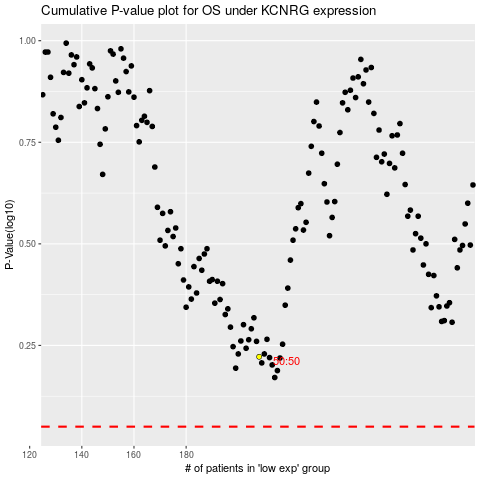 Cumulative P-value plot for OS under KCNRG expression
P-Value(log10)
1.00
0.75
0.50
0.25
50:50
120 140 160 180
# of patients in 'low exp' group